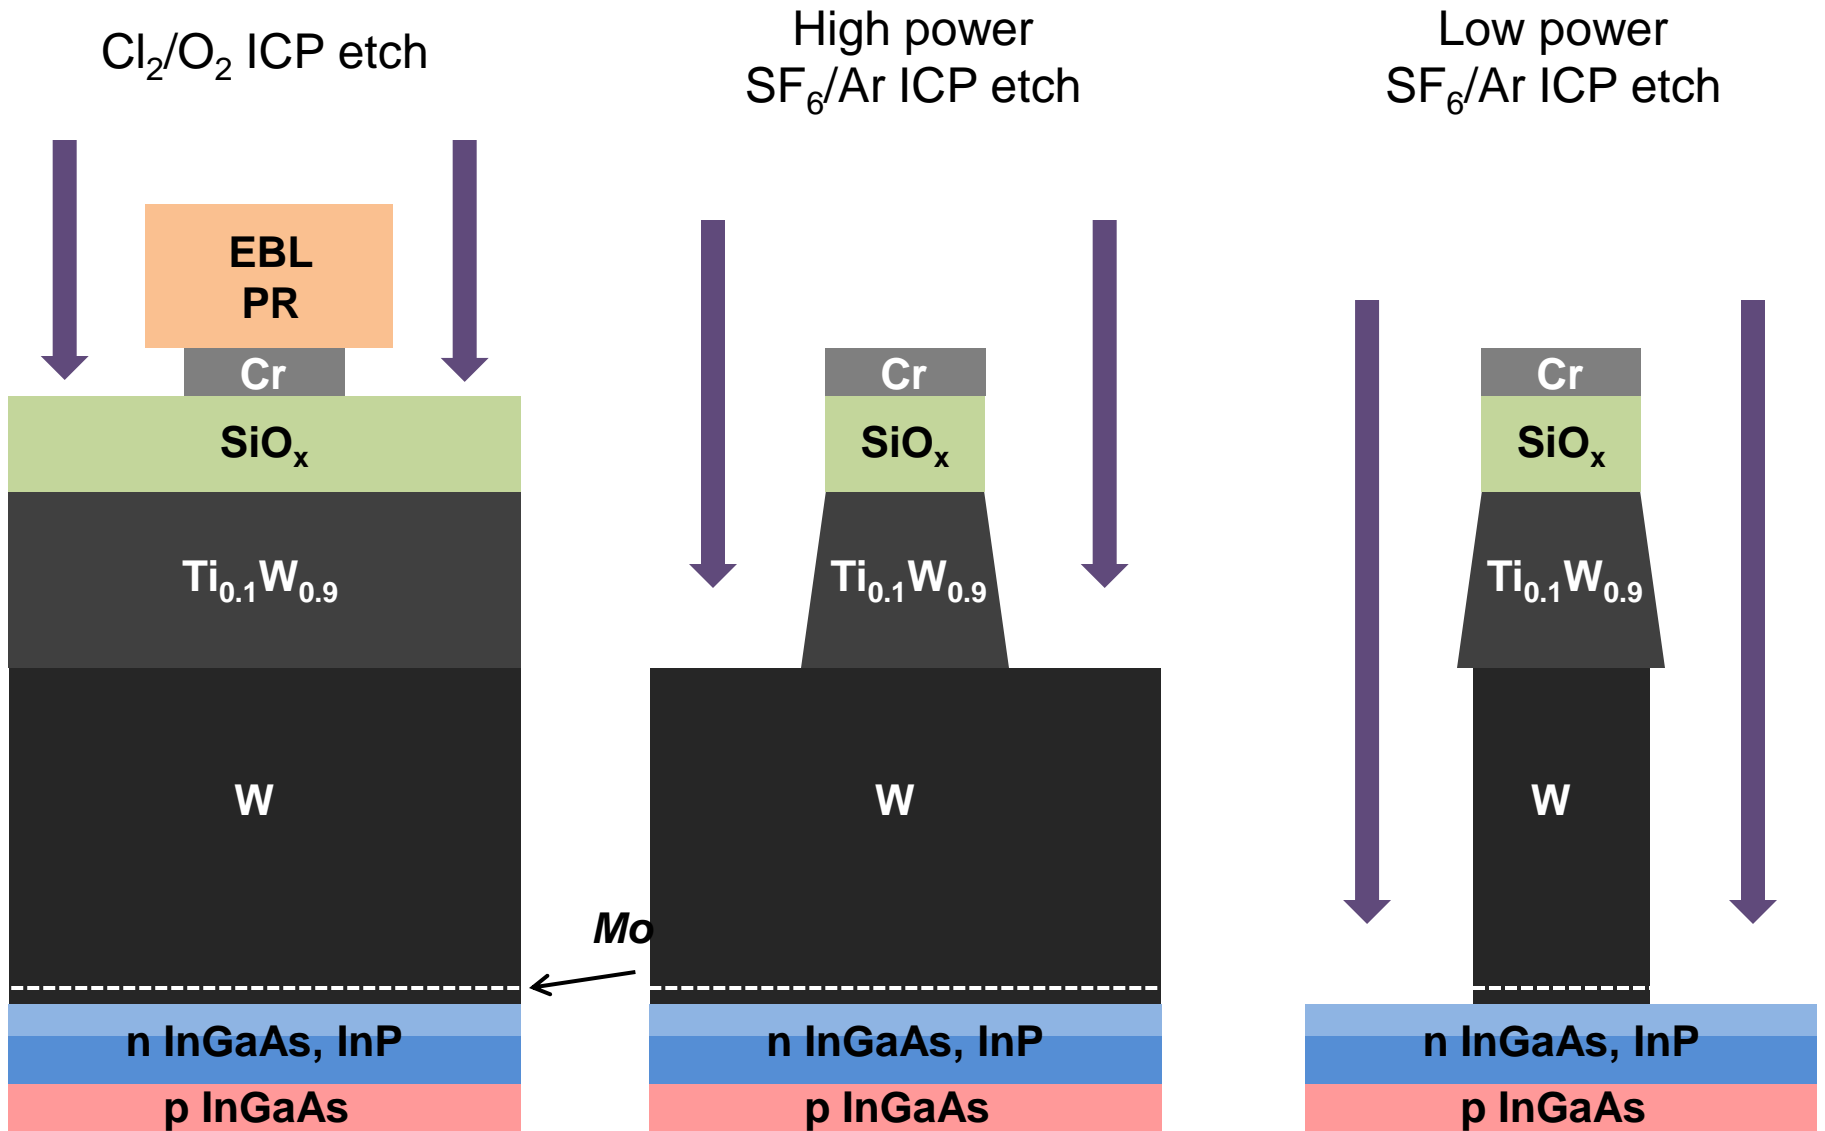 Cl₂/O₂ ICP etch
High power
SF₆/Ar ICP etch
Low power
SF₆/Ar ICP etch
EBL
PR
Cr
SiOₓ
Ti₀.₁W₀.₉
W
Mo
n InGaAs, InP
p InGaAs
Cr
SiOₓ
Ti₀.₁W₀.₉
W
n InGaAs, InP
p InGaAs
Cr
SiOₓ
Ti₀.₁W₀.₉
W
n InGaAs, InP
p InGaAs